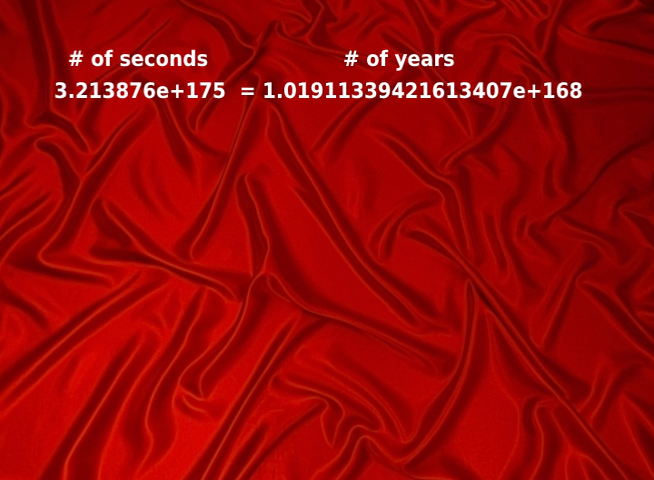 # of seconds # of years
3.213876e+175 = 1.01911339421613407e+168